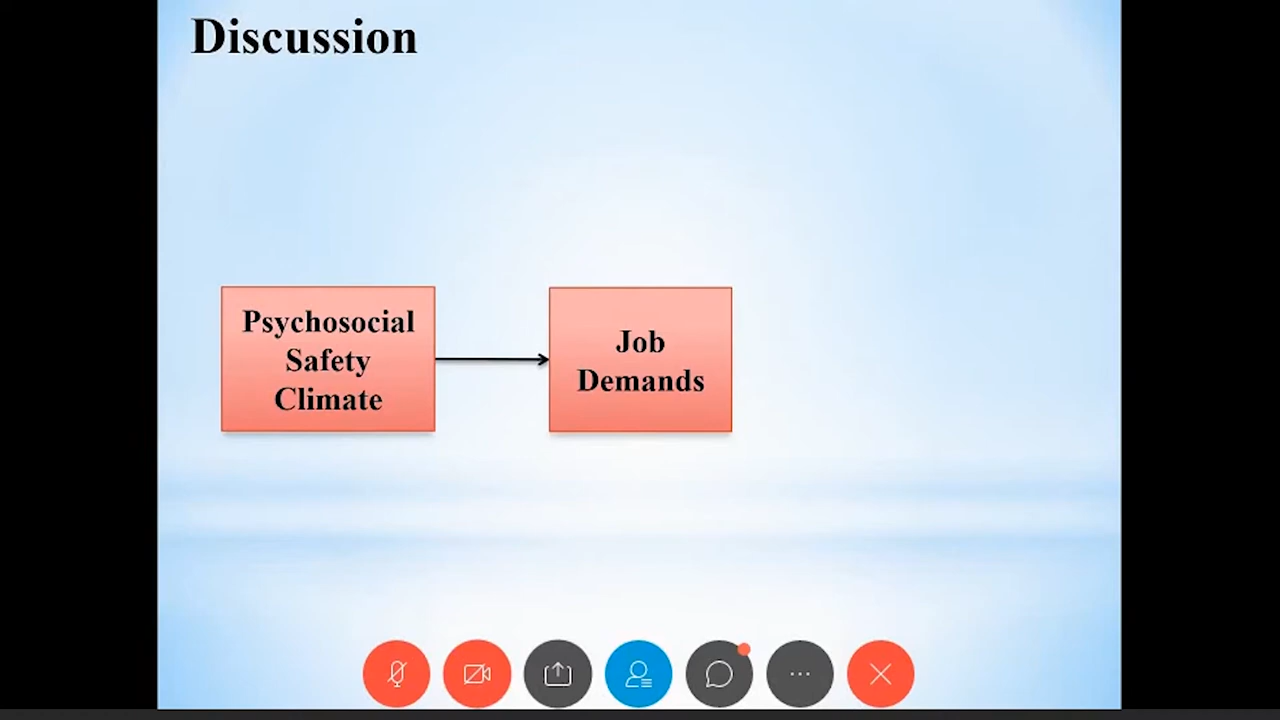 Discussion
Psychosocial
Safety
Climate
Job
Demands